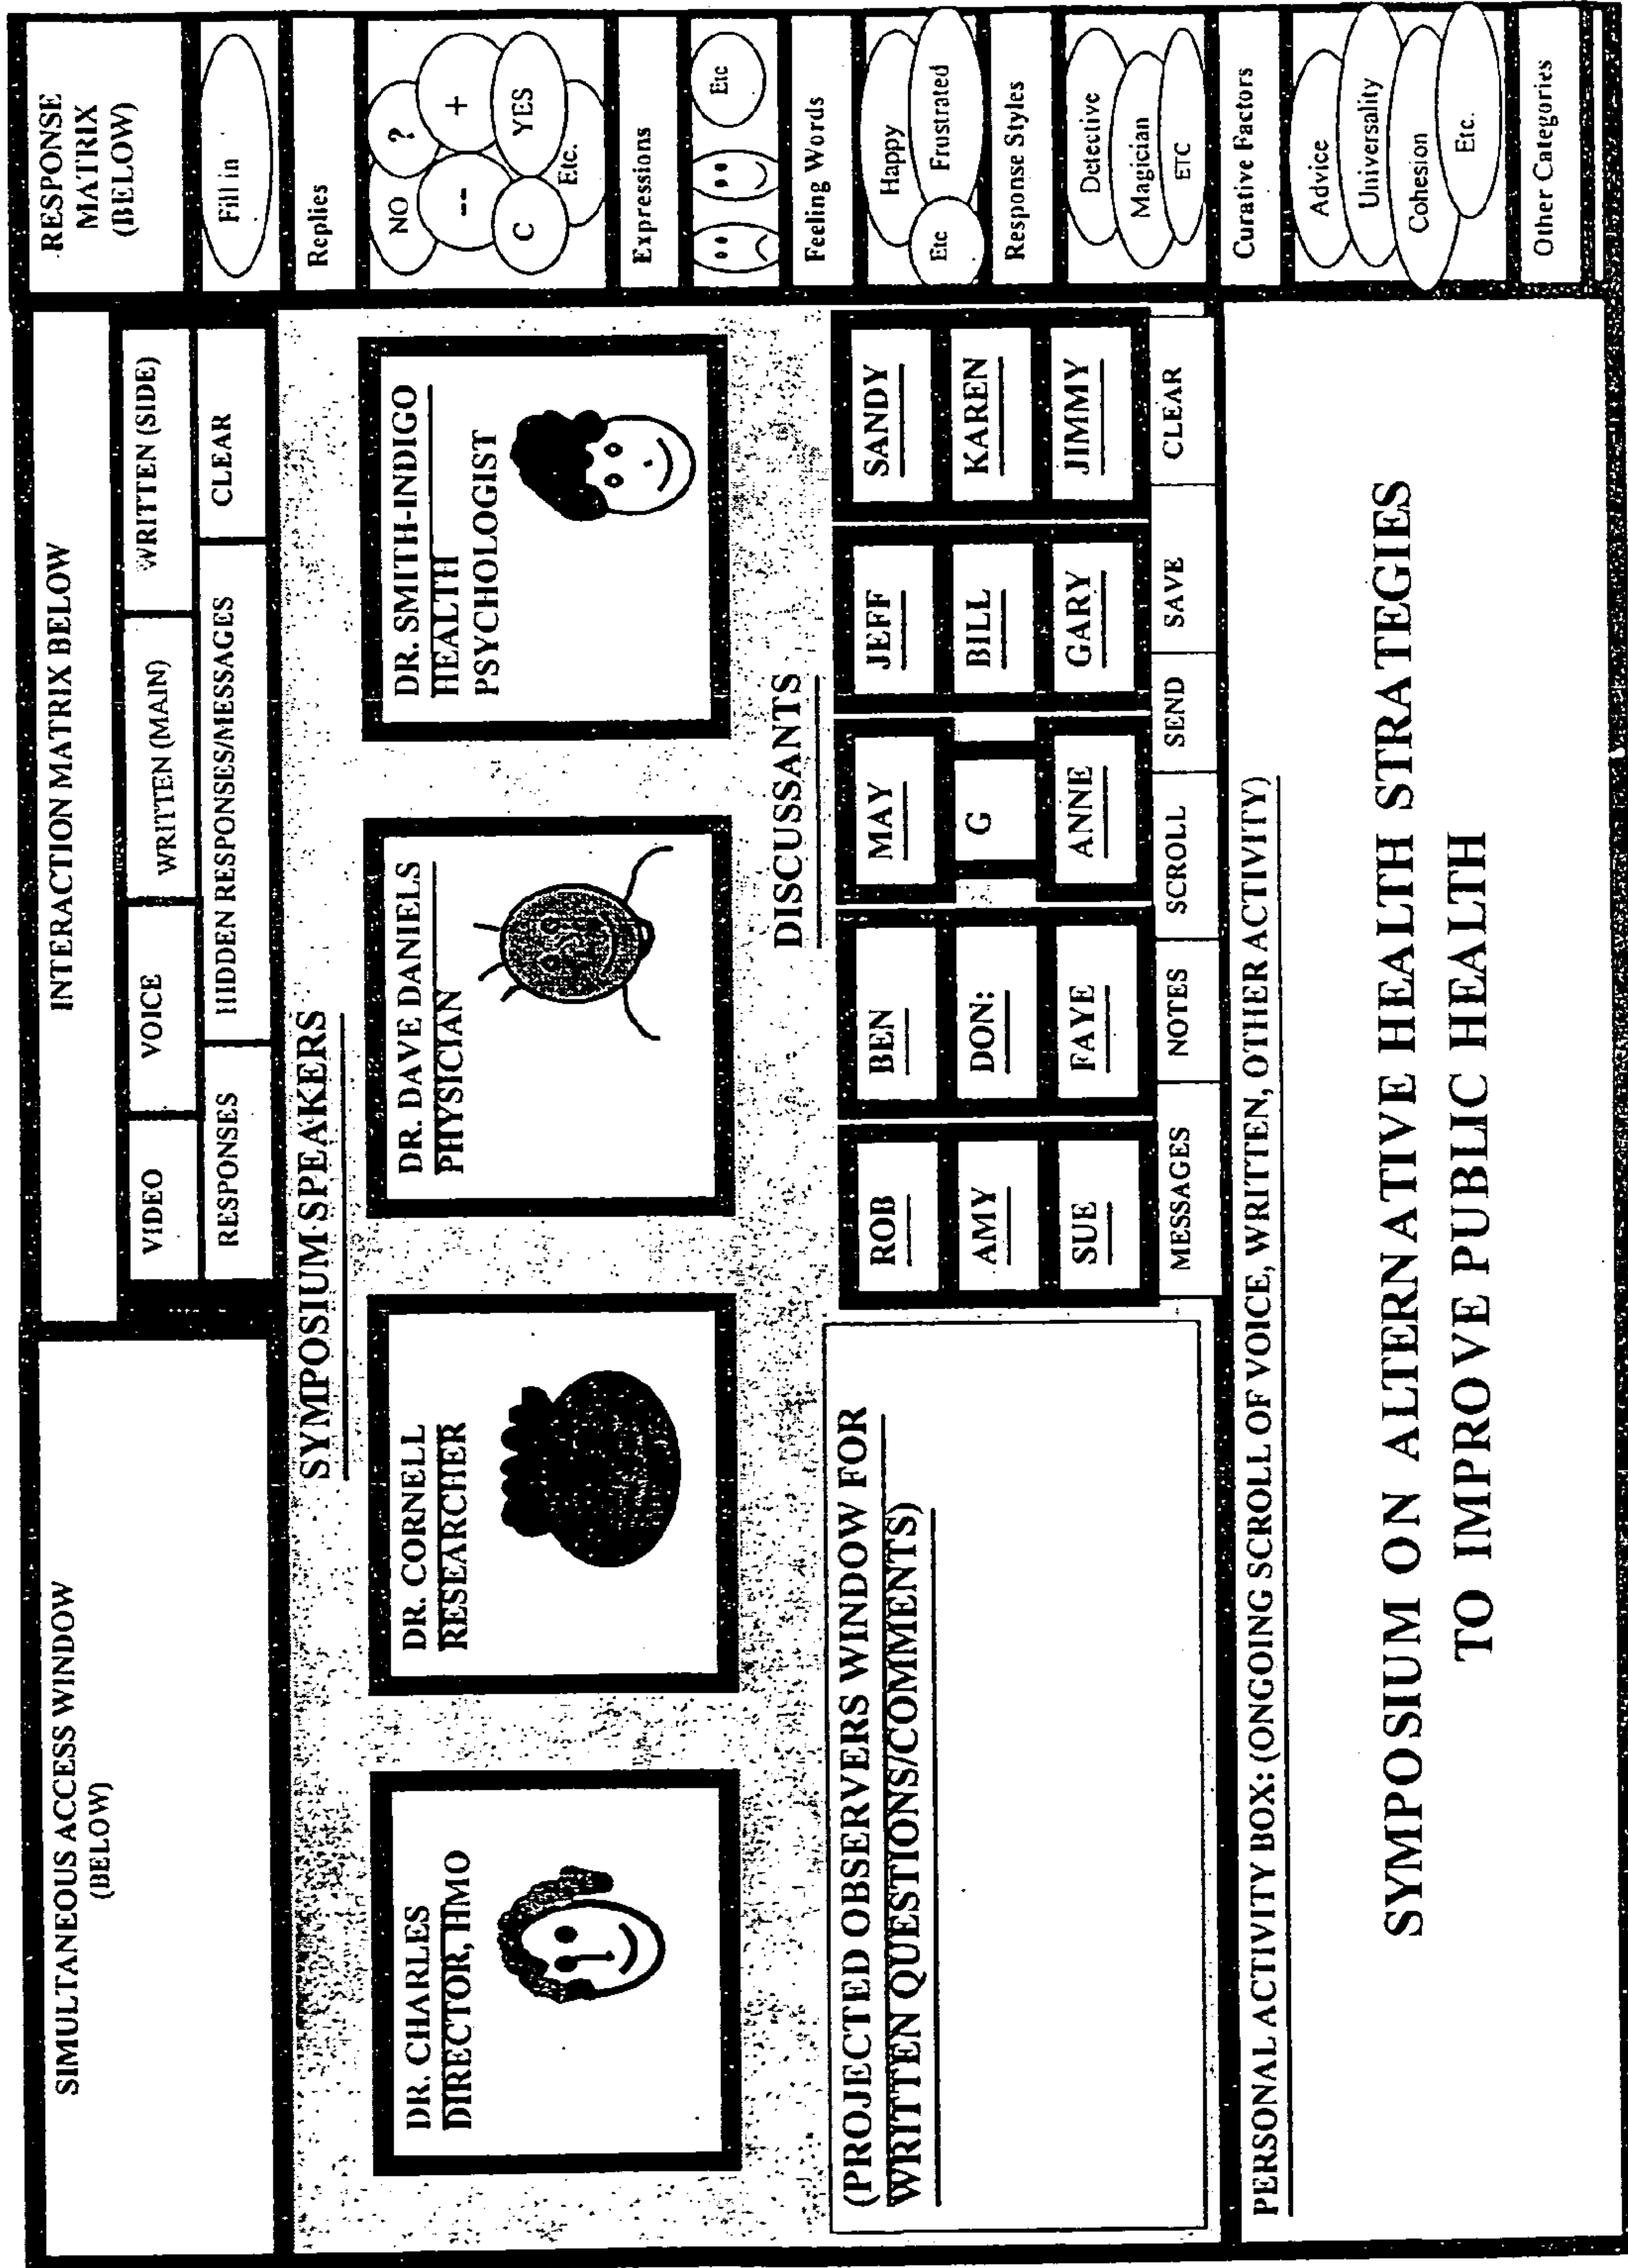 SIMULTANEOUS ACCESS WINDOW
(BELOW)
INTERACTION MATRIX BELOW
VIDEO
VOICE
WRITTEN (MAIN)
WRITTEN (SIDE)
RESPONSES
HIDDEN RESPONSES/MESSAGES
CLEAR
SYMPOSIUM SPEAKERS
DR. CHARLES
DIRECTOR, HMO
DR. CORNELL
RESEARCHER
DR. DAVE DANIELS
PHYSICIAN
DR. SMITH-INDIGO
HEALTH
PSYCHOLOGIST
(PROJECTED OBSERVERS WINDOW FOR
WRITTEN QUESTIONS/COMMENTS)
DISCUSSANTS
ROB
BEN
MAY
JEFF
SANDY
AMY
DON:
G
BILL
KAREN
SUE
FAYE
ANNE
GARY
JIMMY
MESSAGES
NOTES
SCROLL
SEND
SAVE
CLEAR
PERSONAL ACTIVITY BOX: (ONGOING SCROLL OF VOICE, WRITTEN, OTHER ACTIVITY)
SYMPOSIUM ON ALTERNATIVE HEALTH STRATEGIES
TO IMPROVE PUBLIC HEALTH
RESPONSE
MATRIX
(BELOW)
Fill in
Replies
NO
?
--
+
C
YES
Etc.
Expressions
Etc
Feeling Words
Happy
Etc
Frustrated
Response Styles
Detective
Magician
ETC
Curative Factors
Advice
Universality
Cohesion
Etc.
Other Categories